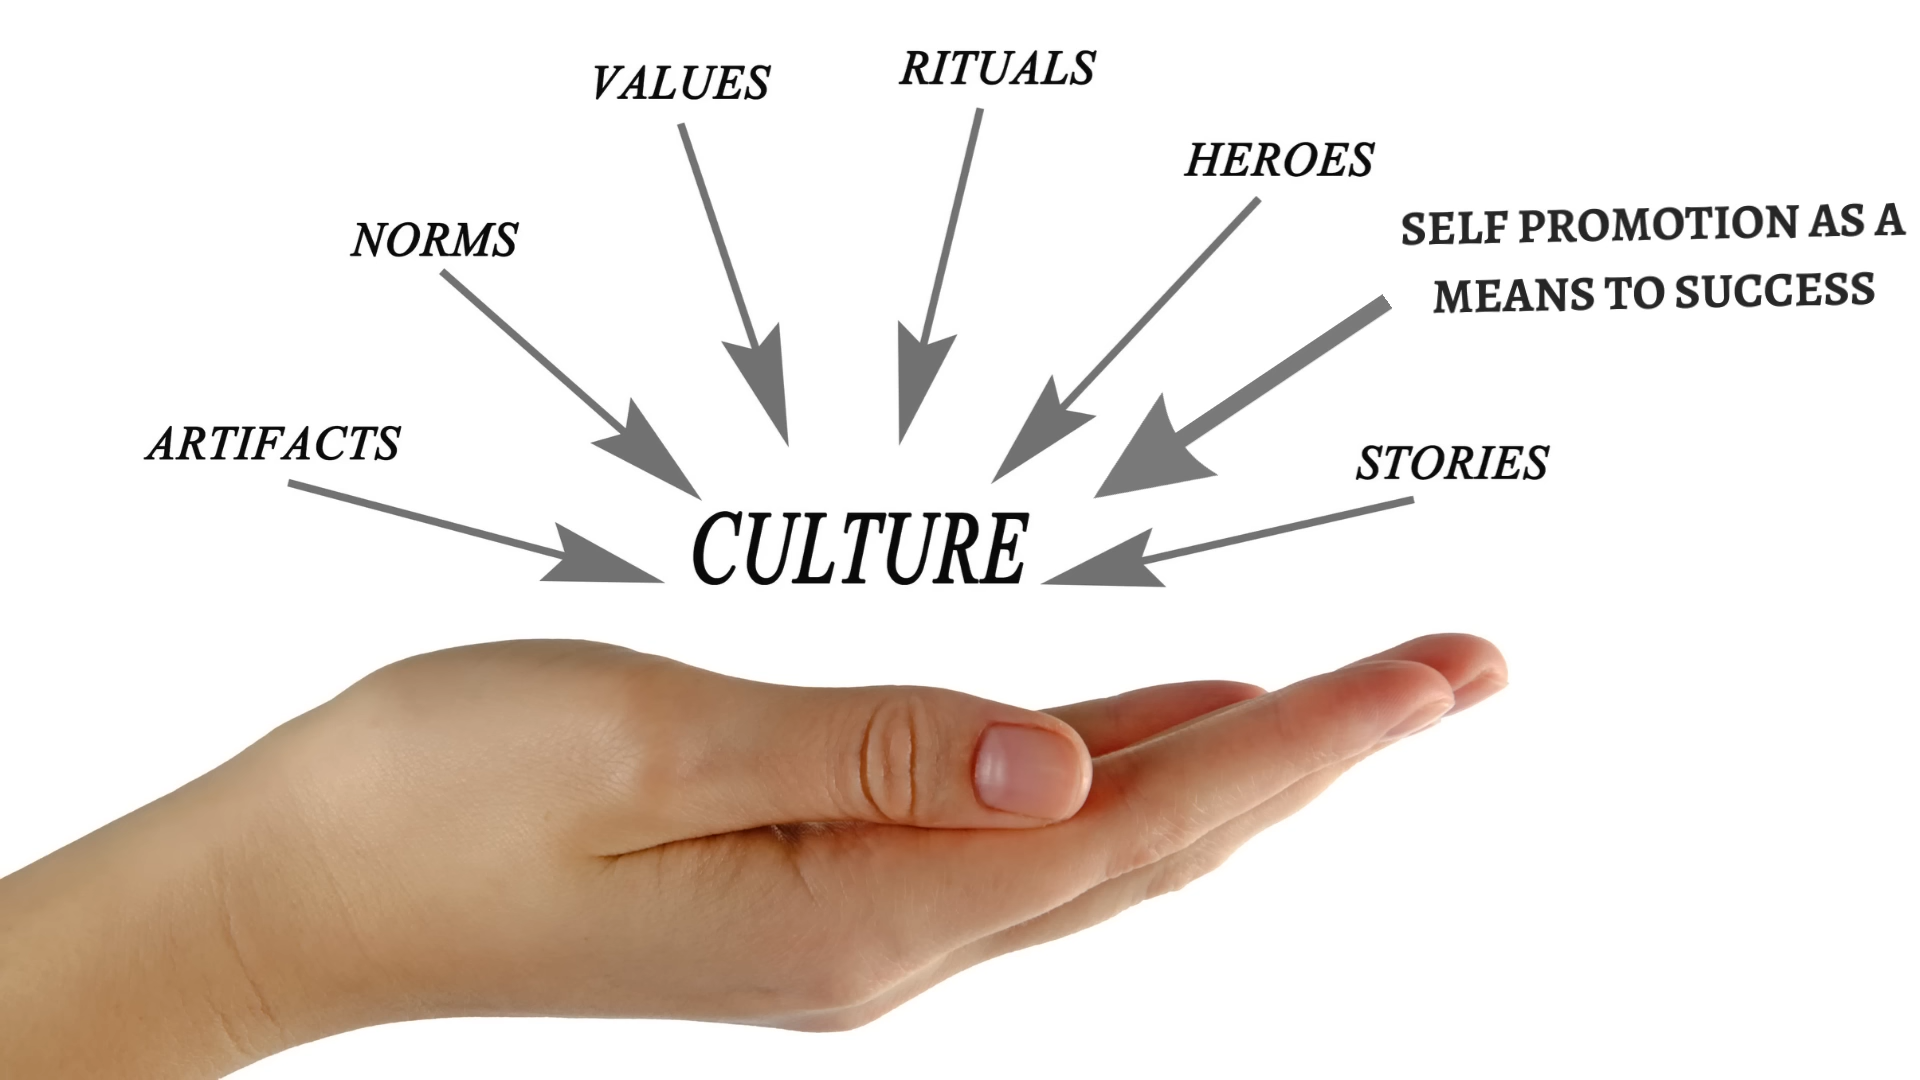 VALUES
RITUALS
HEROES
NORMS
SELF PROMOTION AS A
MEANS TO SUCCESS
ARTIFACTS
STORIES
CULTURE